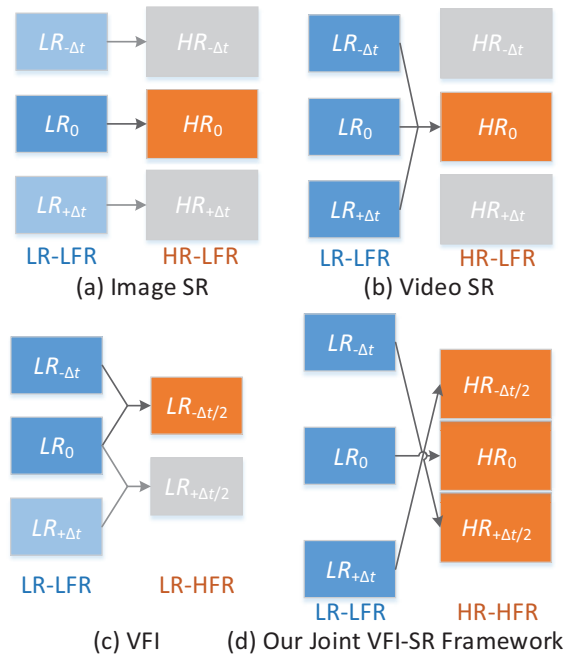 LR-Δt HR-Δt
LR0 HR0
LR+Δt HR+Δt
LR-LFR HR-LFR
(a) Image SR
LR-Δt HR-Δt
LR0 HR0
LR+Δt HR+Δt
LR-LFR HR-LFR
(b) Video SR
LR-Δt
LR-Δt/2
LR0
LR+Δt/2
LR+Δt
LR-LFR LR-HFR
(c) VFI
LR-Δt
HR-Δt/2
LR0 HR0
HR+Δt/2
LR+Δt
LR-LFR HR-HFR
(d) Our Joint VFI-SR Framework